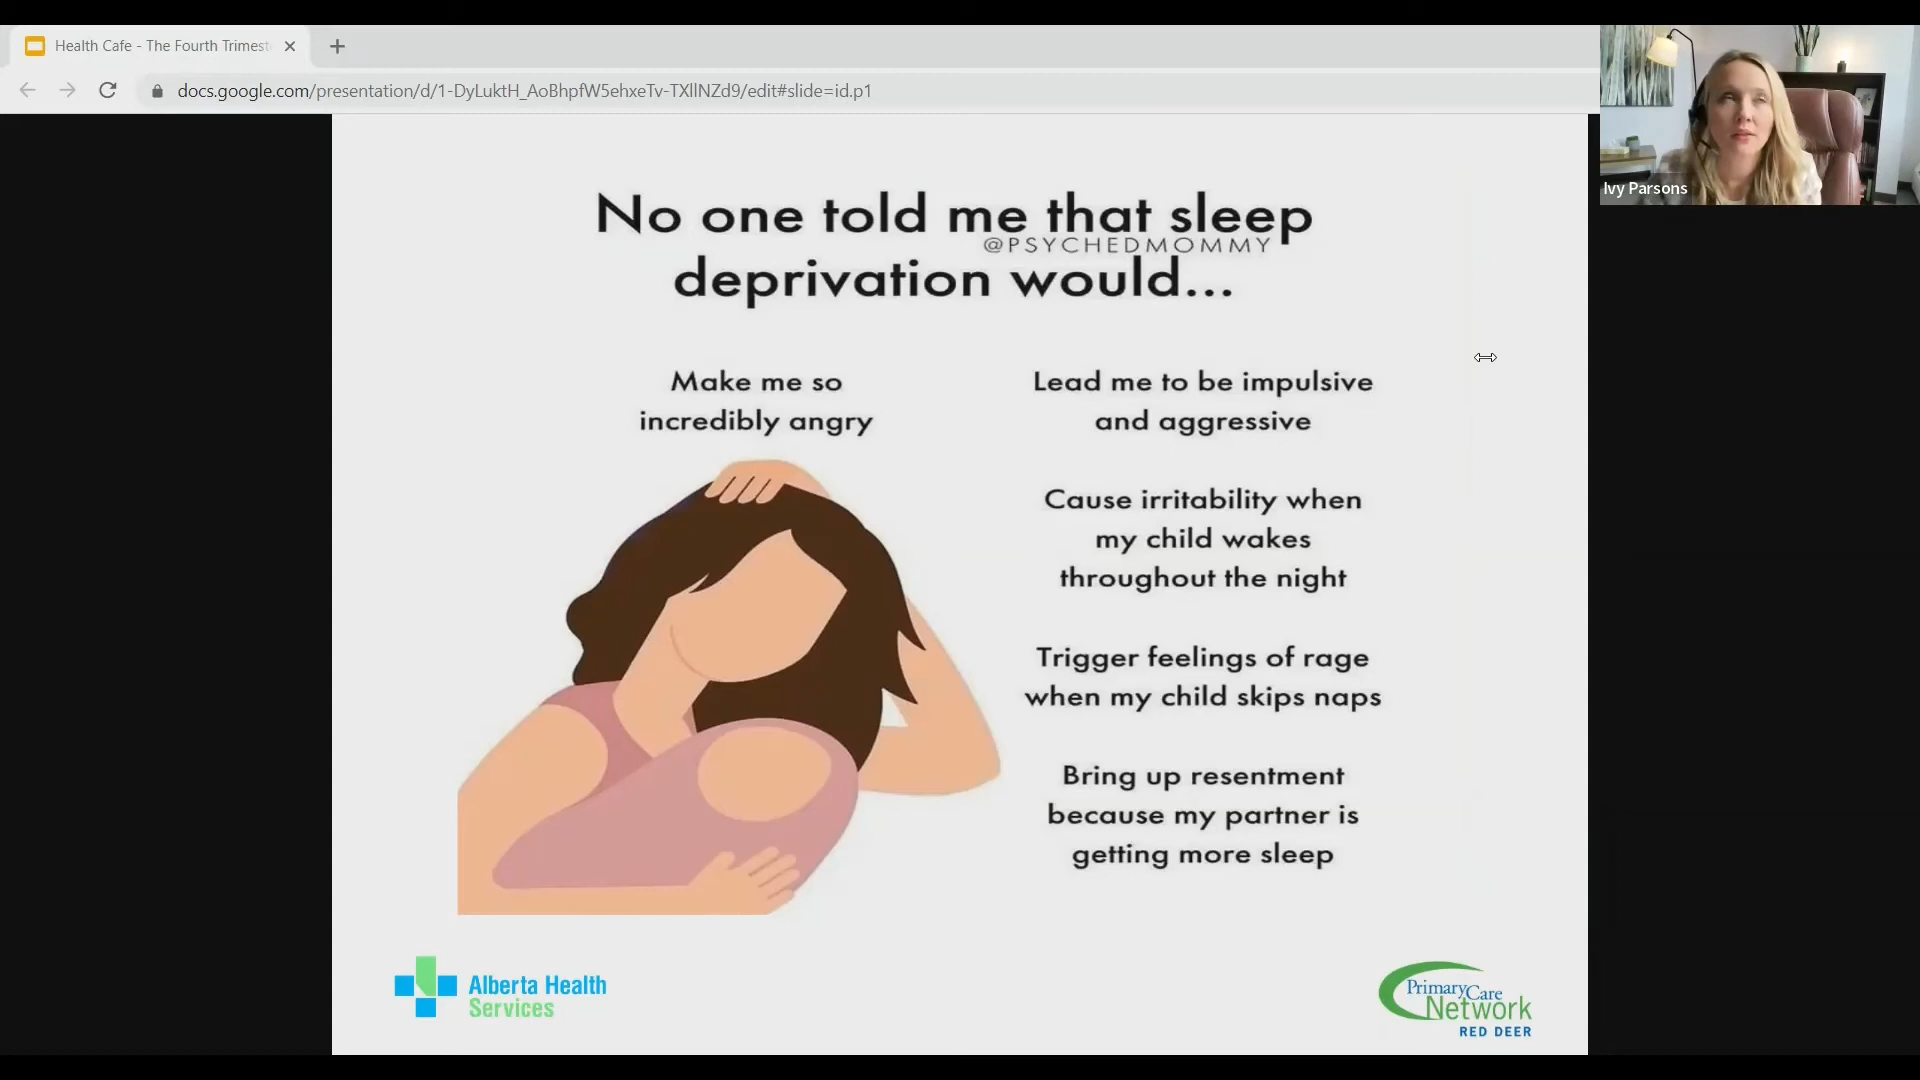 Health Cafe - The Fourth Trimest
docs.google.com/presentation/d/1-DyLuktH_AoBhpfW5ehxeTv-TXllNZd9/edit#slide=id.p1
Ivy Parsons
No one told me that sleep
@PSYCHEDMOMMY
deprivation would...
Make me so
incredibly angry
Lead me to be impulsive
and aggressive
Cause irritability when
my child wakes
throughout the night
Trigger feelings of rage
when my child skips naps
Bring up resentment
because my partner is
getting more sleep
Alberta Health
Services
PrimaryCare
Network
RED DEER